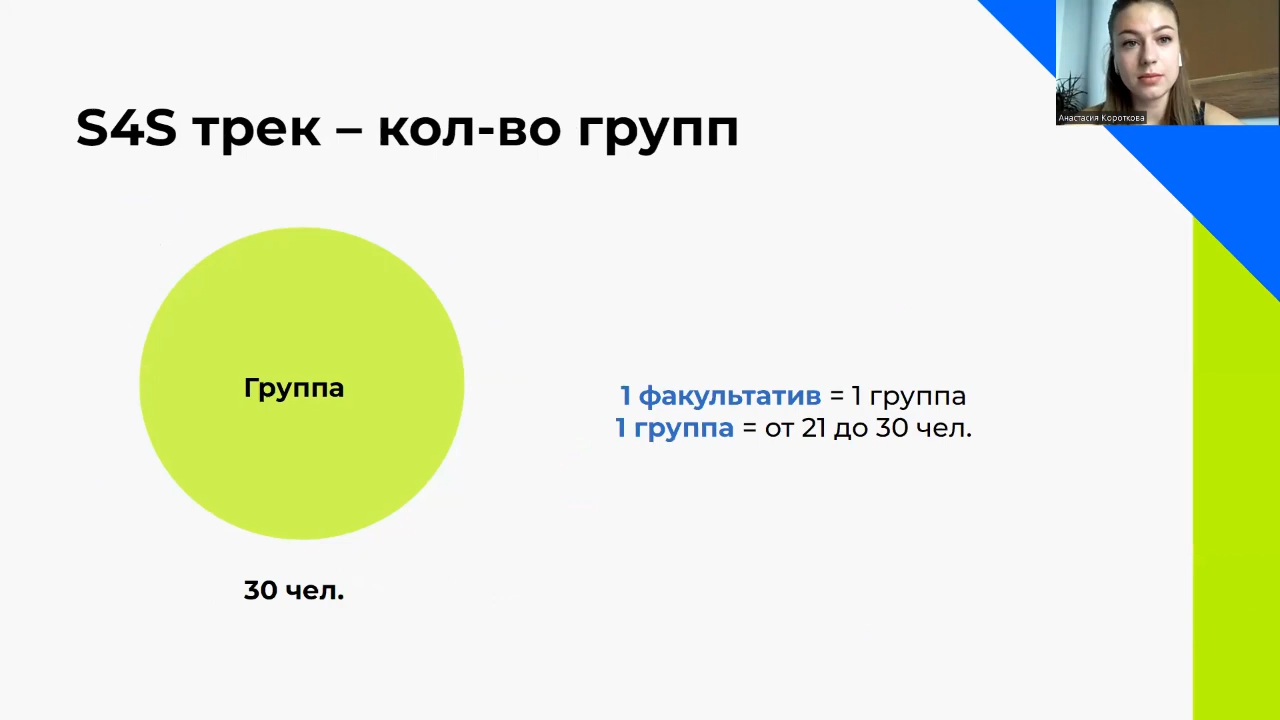 S4S трек – кол-во групп
Анастасия Короткова
Группа
1 факультатив = 1 группа
1 группа = от 21 до 30 чел.
30 чел.